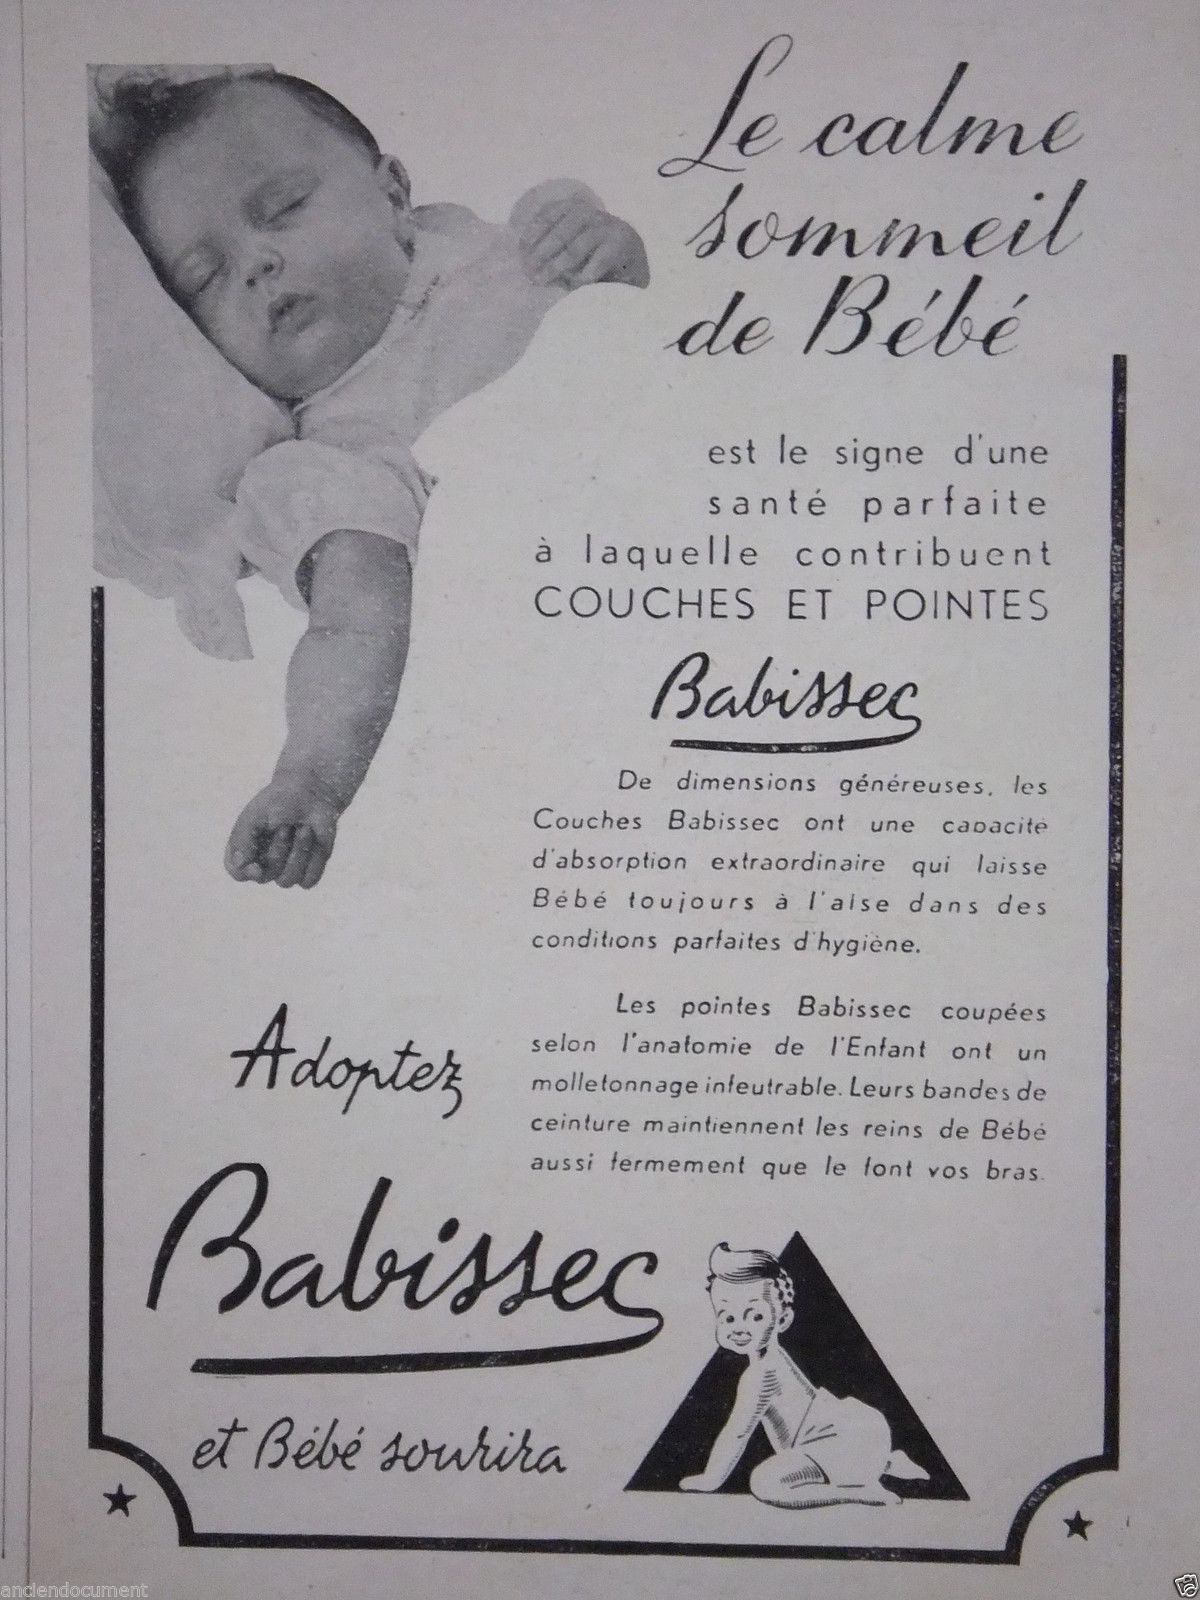 Le calme
sommeil
de Bébé
est le signe d'une
santé parfaite
à laquelle contribuent
COUCHES ET POINTES
Babissec
De dimensions généreuses, les
Couches Babissec ont une capacité
d'absorption extraordinaire qui laisse
Bébé toujours à l'aise dans des
conditions parfaites d'hygiène.
Les pointes Babissec coupées
selon l'anatomie de l'Enfant ont un
molletonnage infeutrable. Leurs bandes de
ceinture maintiennent les reins de Bébé
aussi fermement que le font vos bras.
Adoptez
Babissec
et Bébé sourira
anciendocument